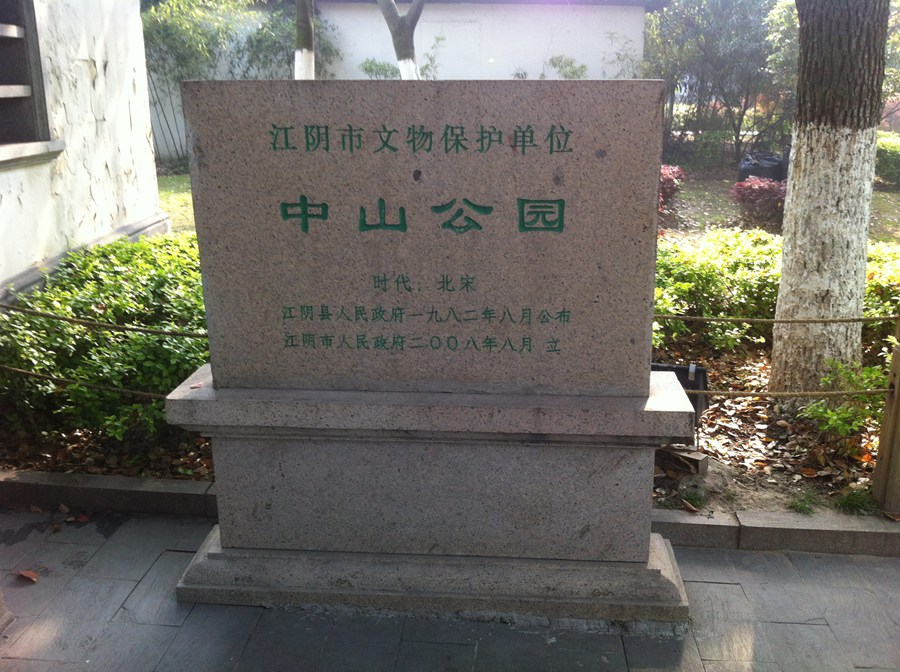 江阴市文物保护单位
中山公园
时代：北宋
江阴县人民政府一九八二年八月公布
江阴市人民政府二〇〇八年八月 立